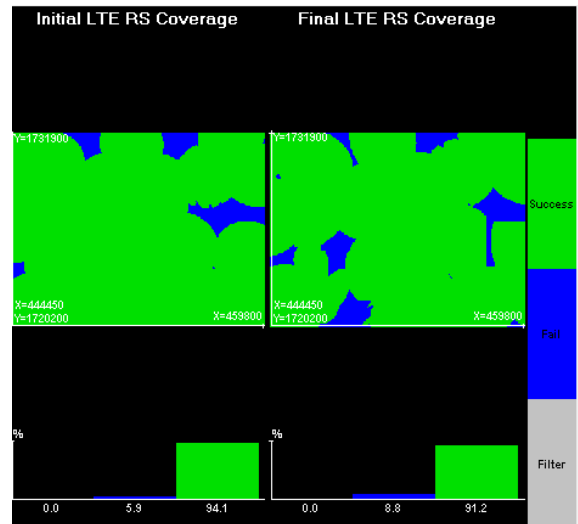 Initial LTE RS Coverage
Final LTE RS Coverage
Y=1731900
Y=1731900
Success
X=444450
Y=1720200
X=459800
X=444450
Y=1720200
X=459800
Fail
%
%
Filter
0.0 5.9 94.1
0.0 8.8 91.2